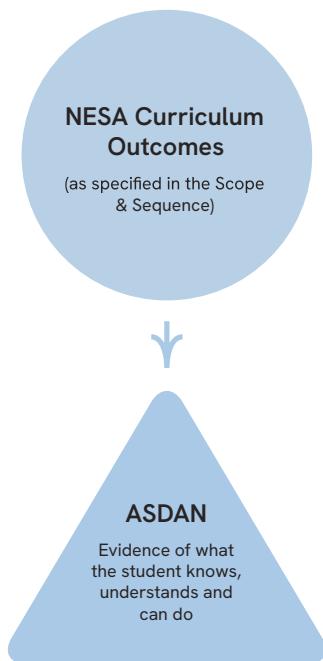 NESA Curriculum
Outcomes
(as specified in the Scope
& Sequence)
ASDAN
Evidence of what
the student knows,
understands and
can do